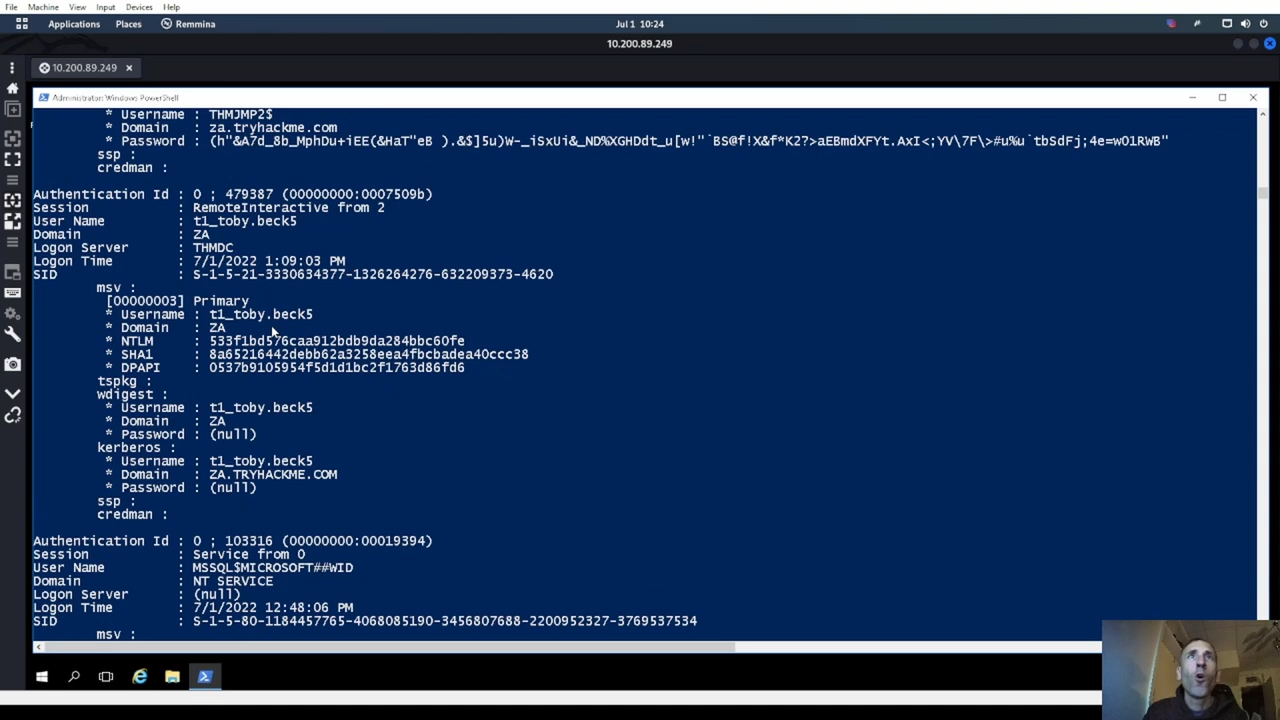 File Machine View Input Devices Help
Applications Places Remmina Jul 1 10:24
10.200.89.249
10.200.89.249
Administrator: Windows PowerShell
* Username : THMJMP2$
* Domain : za.tryhackme.com
* Password : (h"&A7d_8b_MphDu+iEE(&HaT"eB ).&$]5u)W-_iSxUi&_ND%XGHDdt_u[w!"`BS@f!X&f*K2?>aEBmdXFYt.AxI<;YV\7F\>#u%u`tbSdFj;4e=wO1RWB"
ssp :
credman :
Authentication Id : 0 ; 479387 (00000000:0007509b)
Session : RemoteInteractive from 2
User Name : t1_toby.beck5
Domain : ZA
Logon Server : THMDC
Logon Time : 7/1/2022 1:09:03 PM
SID : S-1-5-21-3330634377-1326264276-632209373-4620
msv :
[00000003] Primary
* Username : t1_toby.beck5
* Domain : ZA
* NTLM : 533f1bd576caa912bdb9da284bbc60fe
* SHA1 : 8a65216442debb62a3258eea4fbcbadea40ccc38
* DPAPI : 0537b9105954f5d1d1bc2f1763d86fd6
tspkg :
wdigest :
* Username : t1_toby.beck5
* Domain : ZA
* Password : (null)
kerberos :
* Username : t1_toby.beck5
* Domain : ZA.TRYHACKME.COM
* Password : (null)
ssp :
credman :
Authentication Id : 0 ; 103316 (00000000:00019394)
Session : Service from 0
User Name : MSSQL$MICROSOFT##WID
Domain : NT SERVICE
Logon Server : (null)
Logon Time : 7/1/2022 12:48:06 PM
SID : S-1-5-80-1184457765-4068085190-3456807688-2200952327-3769537534
msv :